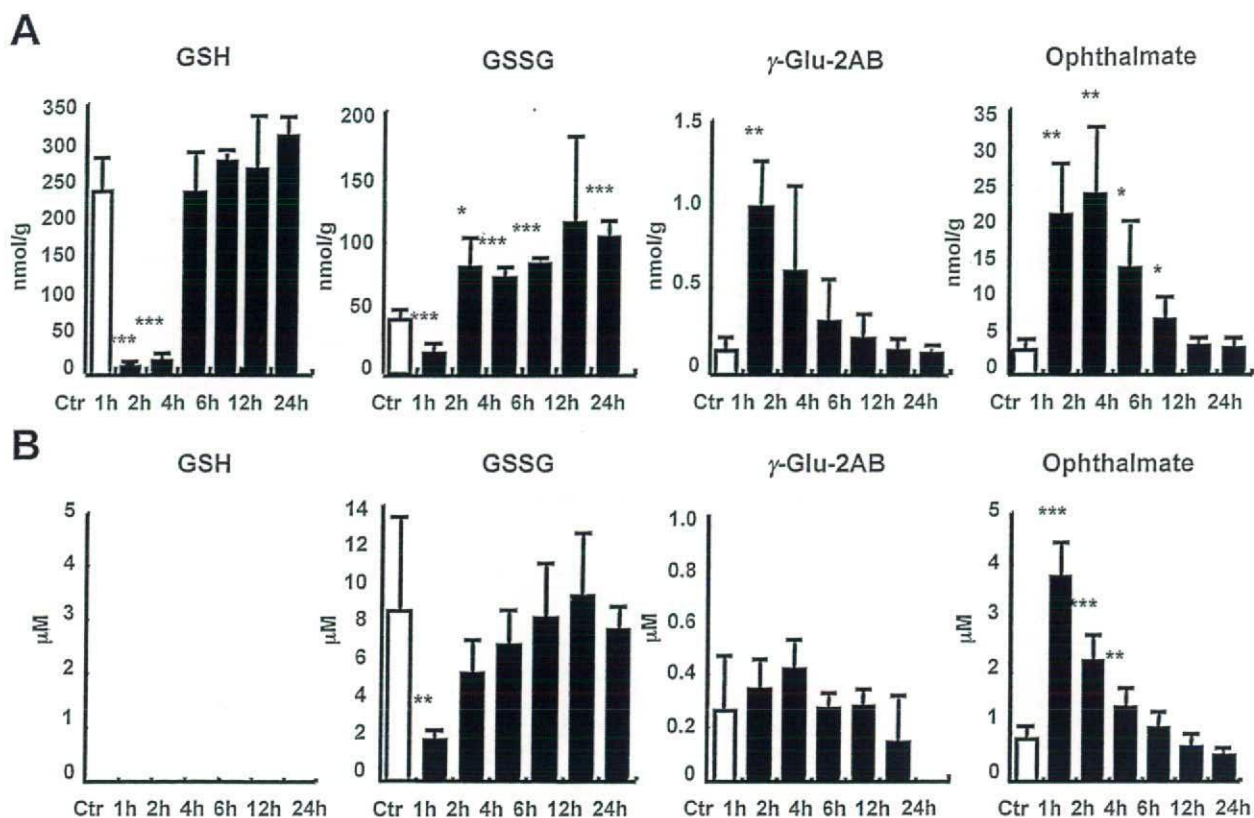 A
GSH
GSSG
γ-Glu-2AB
Ophthalmate
350
300
250
200
150
100
50
0
nmol/g
***
***
Ctr 1h 2h 4h 6h 12h 24h
200
150
100
50
0
nmol/g
***
*
***
***
***
Ctr 1h 2h 4h 6h 12h 24h
1.5
1.0
0.5
0
nmol/g
**
Ctr 1h 2h 4h 6h 12h 24h
35
30
25
20
15
10
5
0
nmol/g
**
**
*
*
Ctr 1h 2h 4h 6h 12h 24h
B
GSH
GSSG
γ-Glu-2AB
Ophthalmate
5
4
3
2
1
0
µM
Ctr 1h 2h 4h 6h 12h 24h
14
12
10
8
6
4
2
0
µM
**
Ctr 1h 2h 4h 6h 12h 24h
1.0
0.8
0.6
0.4
0.2
0
µM
Ctr 1h 2h 4h 6h 12h 24h
5
4
3
2
1
0
µM
***
***
**
Ctr 1h 2h 4h 6h 12h 24h